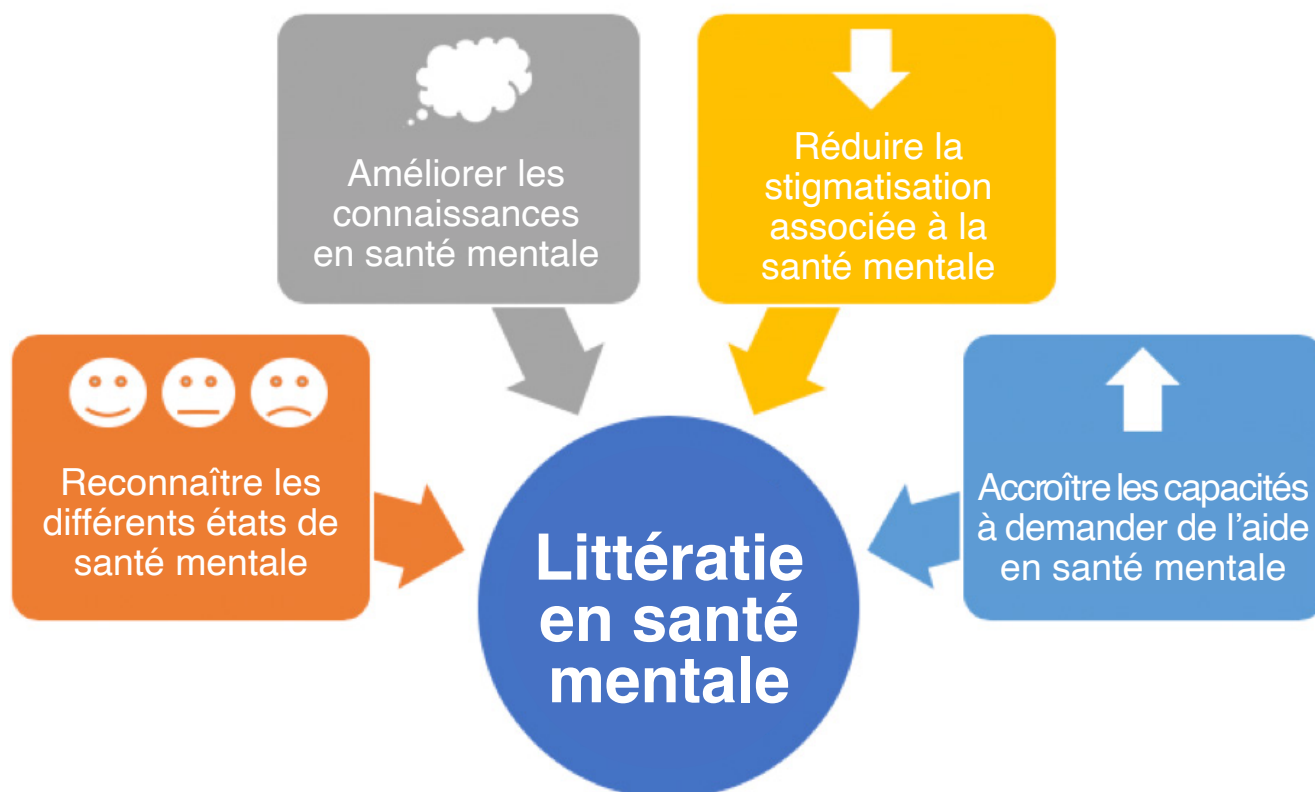 Améliorer les
connaissances
en santé mentale
Réduire la
stigmatisation
associée à la
santé mentale
Reconnaître les
différents états de
santé mentale
Accroître les capacités
à demander de l’aide
en santé mentale
Littératie
en santé
mentale